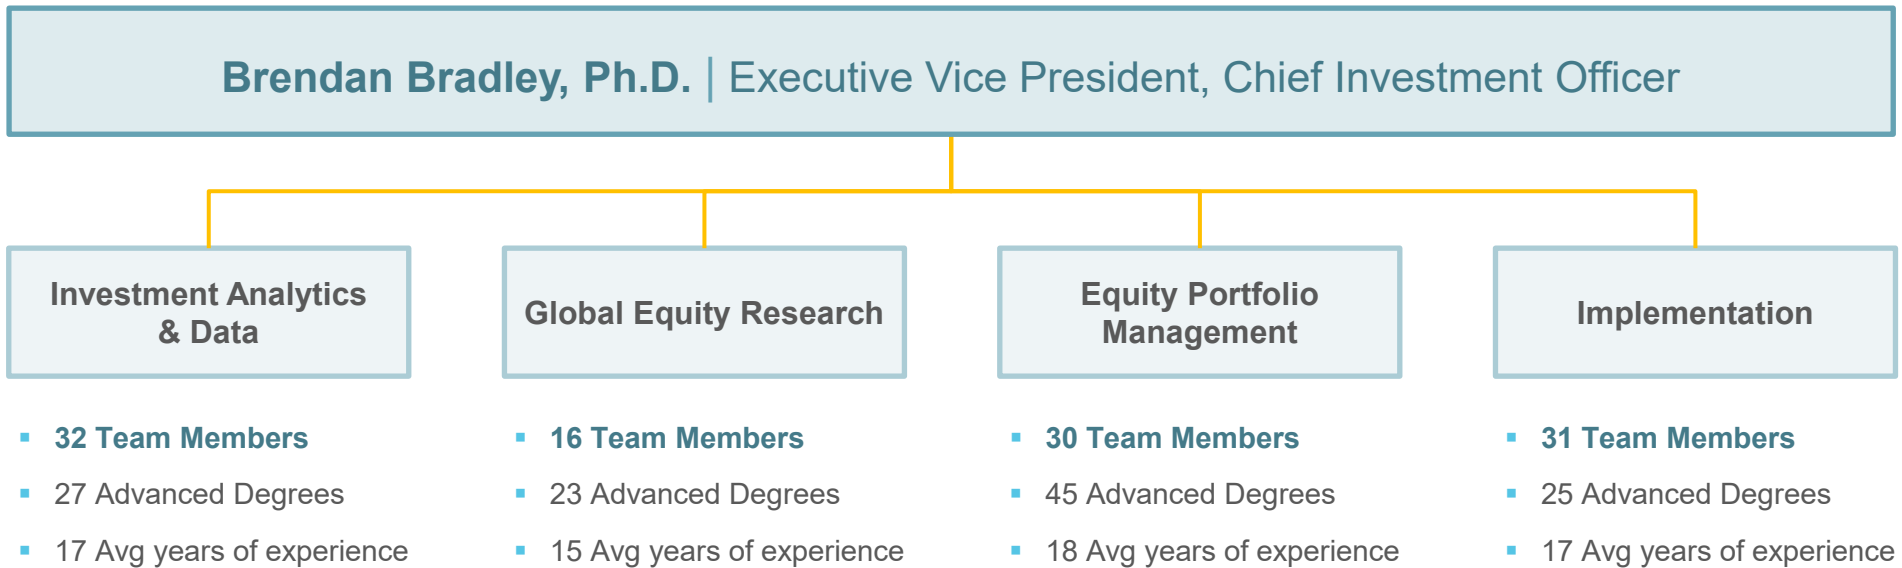 Brendan Bradley, Ph.D. | Executive Vice President, Chief Investment Officer
Investment Analytics
& Data
32 Team Members
27 Advanced Degrees
17 Avg years of experience
Global Equity Research
16 Team Members
23 Advanced Degrees
15 Avg years of experience
Equity Portfolio
Management
30 Team Members
45 Advanced Degrees
18 Avg years of experience
Implementation
31 Team Members
25 Advanced Degrees
17 Avg years of experience